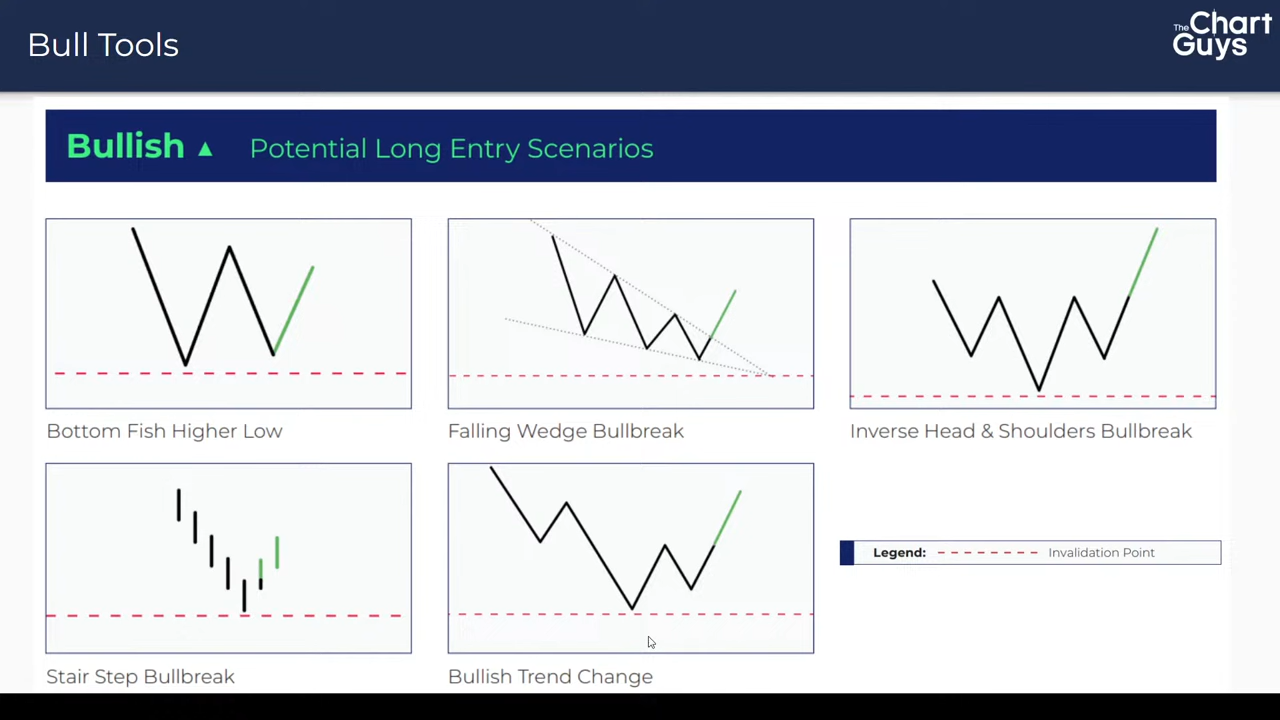 Bull Tools
The Chart
Guys
Bullish ▲ Potential Long Entry Scenarios
Bottom Fish Higher Low
Falling Wedge Bullbreak
Inverse Head & Shoulders Bullbreak
Legend: Invalidation Point
Stair Step Bullbreak
Bullish Trend Change